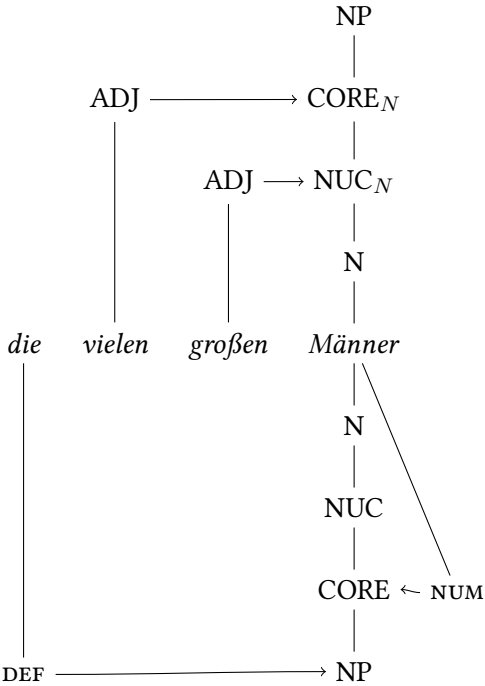 NP
ADJ CORE_N
ADJ NUC_N
N
die vielen großen Männer
N
NUC
CORE NUM
DEF NP